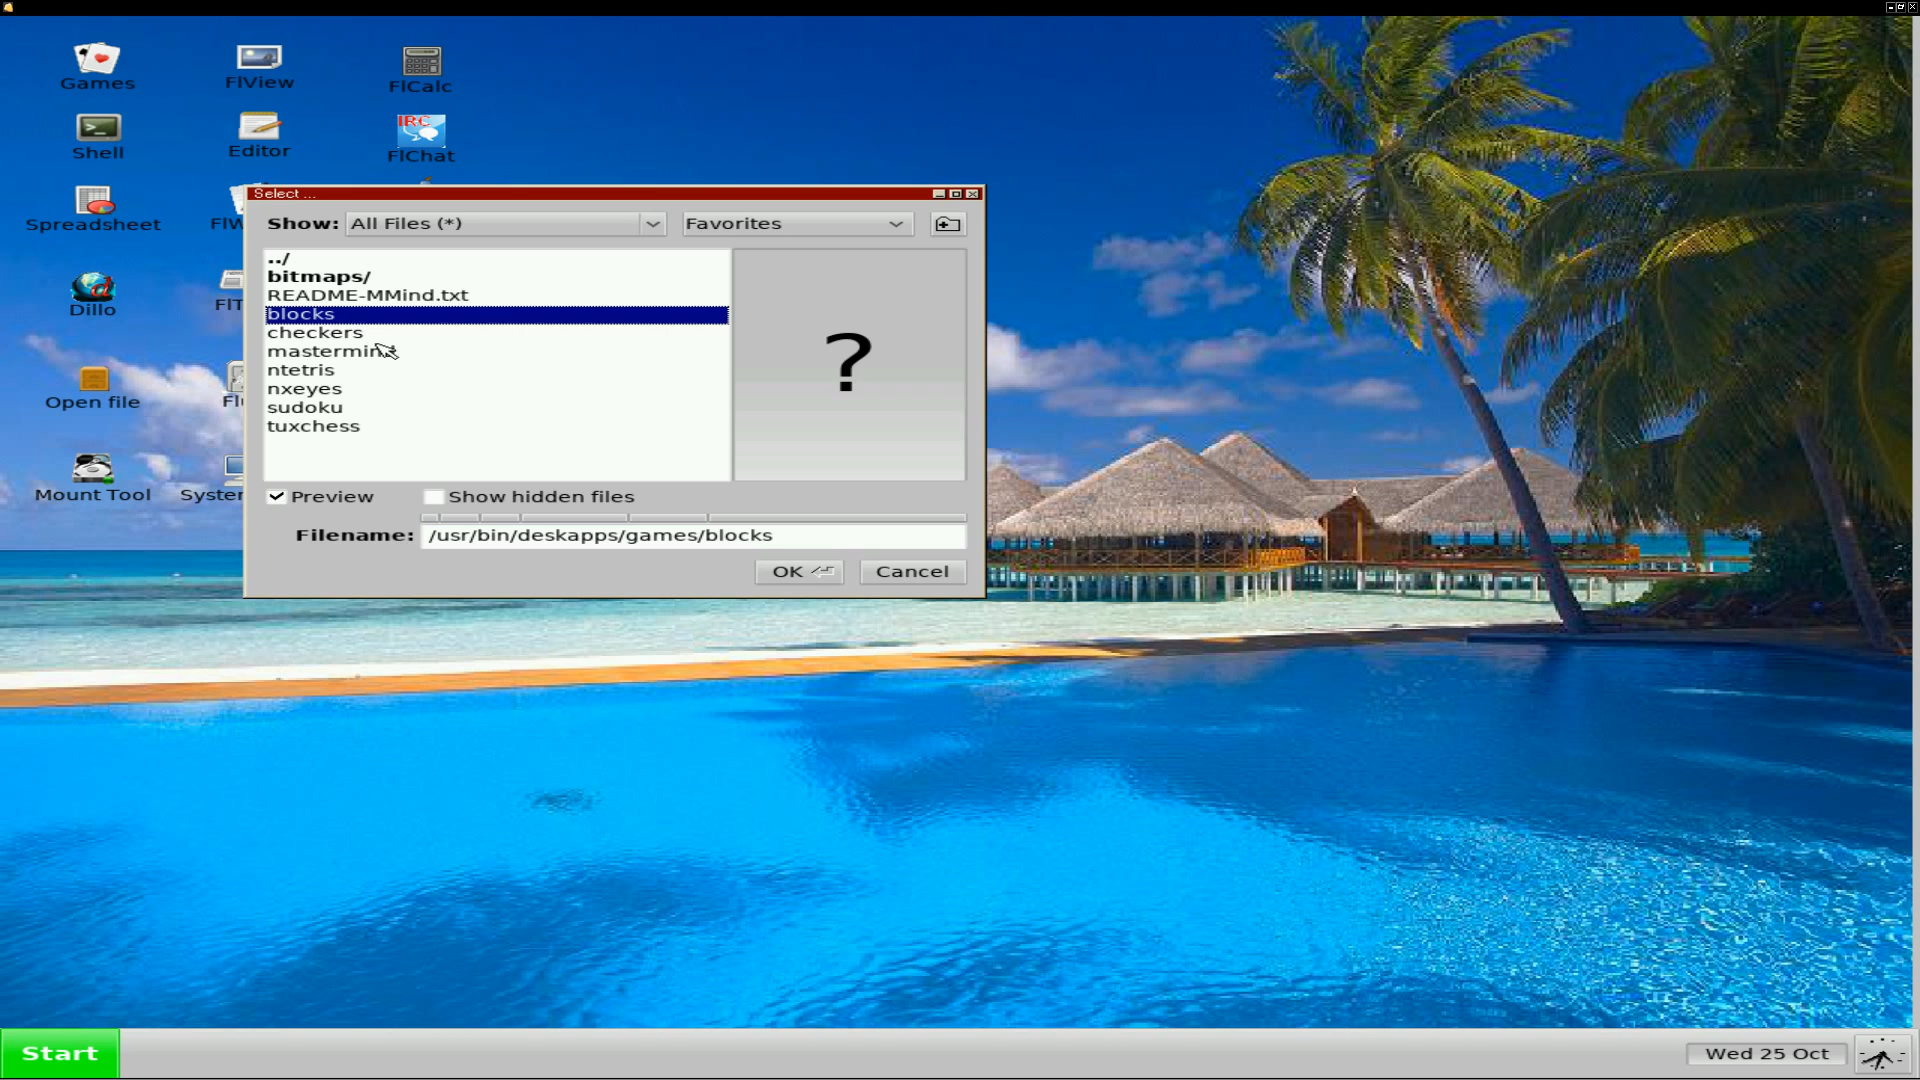 Games
FlView
FlCalc
Shell
Editor
IRC
FlChat
Spreadsheet
Dillo
Open file
Mount Tool
Select ...
Show: All Files (*)
Favorites
../
bitmaps/
README-MMind.txt
blocks
checkers
mastermind
ntetris
nxeyes
sudoku
tuxchess
?
Preview
Show hidden files
Filename: /usr/bin/deskapps/games/blocks
OK
Cancel
Start
Wed 25 Oct